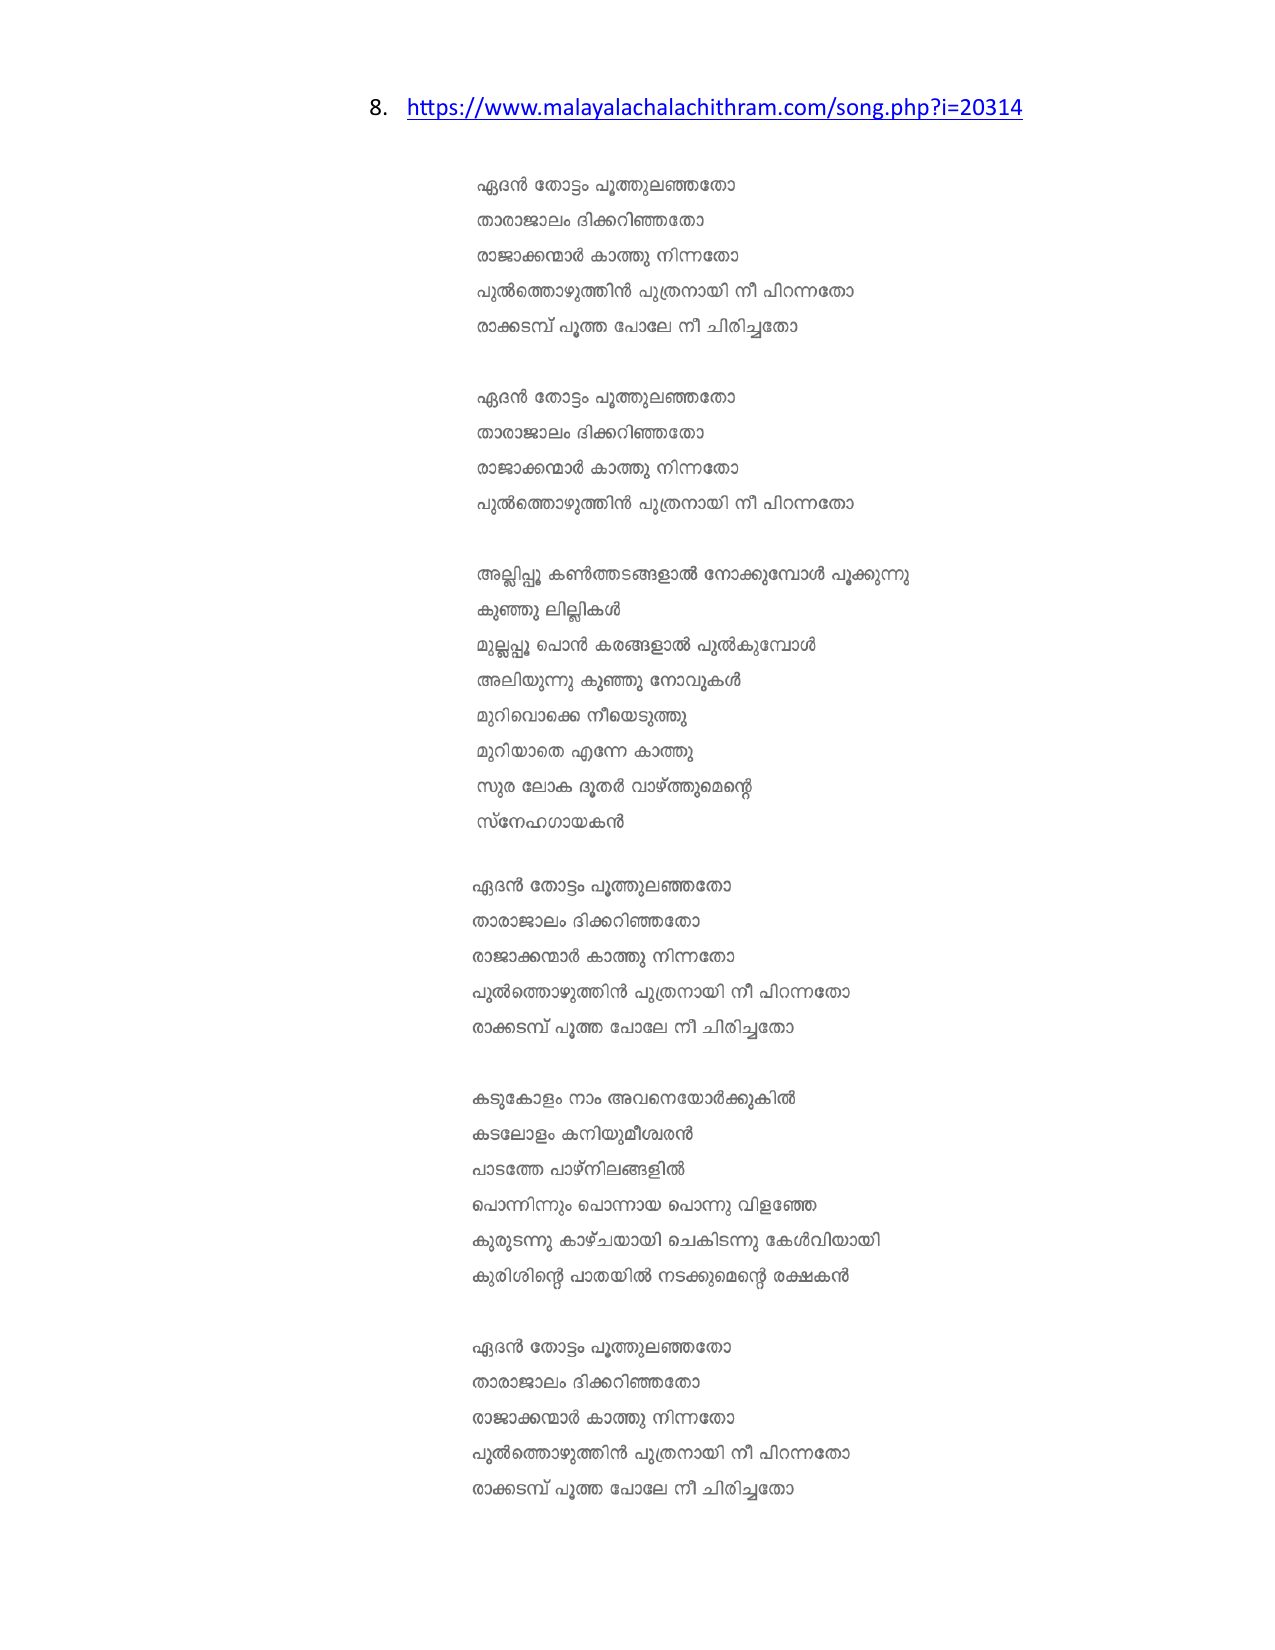 8. https://www.malayalachalachithram.com/song.php?i=20314
ഏദൻ തോട്ടം പൂത്തുലഞ്ഞതോ
താരാജാലം ദിക്കറിഞ്ഞതോ
രാജാക്കന്മാർ കാത്തു നിന്നതോ
പുൽത്തൊഴുത്തിൻ പുത്രനായി നീ പിറന്നതോ
രാക്കടമ്പ് പൂത്ത പോലേ നീ ചിരിച്ചതോ
ഏദൻ തോട്ടം പൂത്തുലഞ്ഞതോ
താരാജാലം ദിക്കറിഞ്ഞതോ
രാജാക്കന്മാർ കാത്തു നിന്നതോ
പുൽത്തൊഴുത്തിൻ പുത്രനായി നീ പിറന്നതോ
അല്ലിപ്പൂ കൺത്തടങ്ങളാൽ നോക്കുമ്പോൾ പൂക്കുന്നു
കുഞ്ഞു ലില്ലികൾ
മുല്ലപ്പൂ പൊൻ കരങ്ങളാൽ പുൽകുമ്പോൾ
അലിയുന്നു കുഞ്ഞു നോവുകൾ
മുറിവൊക്കെ നീയെടുത്തു
മുറിയാതെ എന്നേ കാത്തു
സുര ലോക ദൂതർ വാഴ്ത്തുമെന്റെ
സ്നേഹഗായകൻ
ഏദൻ തോട്ടം പൂത്തുലഞ്ഞതോ
താരാജാലം ദിക്കറിഞ്ഞതോ
രാജാക്കന്മാർ കാത്തു നിന്നതോ
പുൽത്തൊഴുത്തിൻ പുത്രനായി നീ പിറന്നതോ
രാക്കടമ്പ് പൂത്ത പോലേ നീ ചിരിച്ചതോ
കടുകോളം നാം അവനെയോർക്കുകിൽ
കടലോളം കനിയുമീശ്വരൻ
പാടത്തേ പാഴ്നിലങ്ങളിൽ
പൊന്നിന്നും പൊന്നായ പൊന്നു വിളഞ്ഞേ
കുരുടന്നു കാഴ്ചയായി ചെകിടന്നു കേൾവിയായി
കുരിശിന്റെ പാതയിൽ നടക്കുമെന്റെ രക്ഷകൻ
ഏദൻ തോട്ടം പൂത്തുലഞ്ഞതോ
താരാജാലം ദിക്കറിഞ്ഞതോ
രാജാക്കന്മാർ കാത്തു നിന്നതോ
പുൽത്തൊഴുത്തിൻ പുത്രനായി നീ പിറന്നതോ
രാക്കടമ്പ് പൂത്ത പോലേ നീ ചിരിച്ചതോ